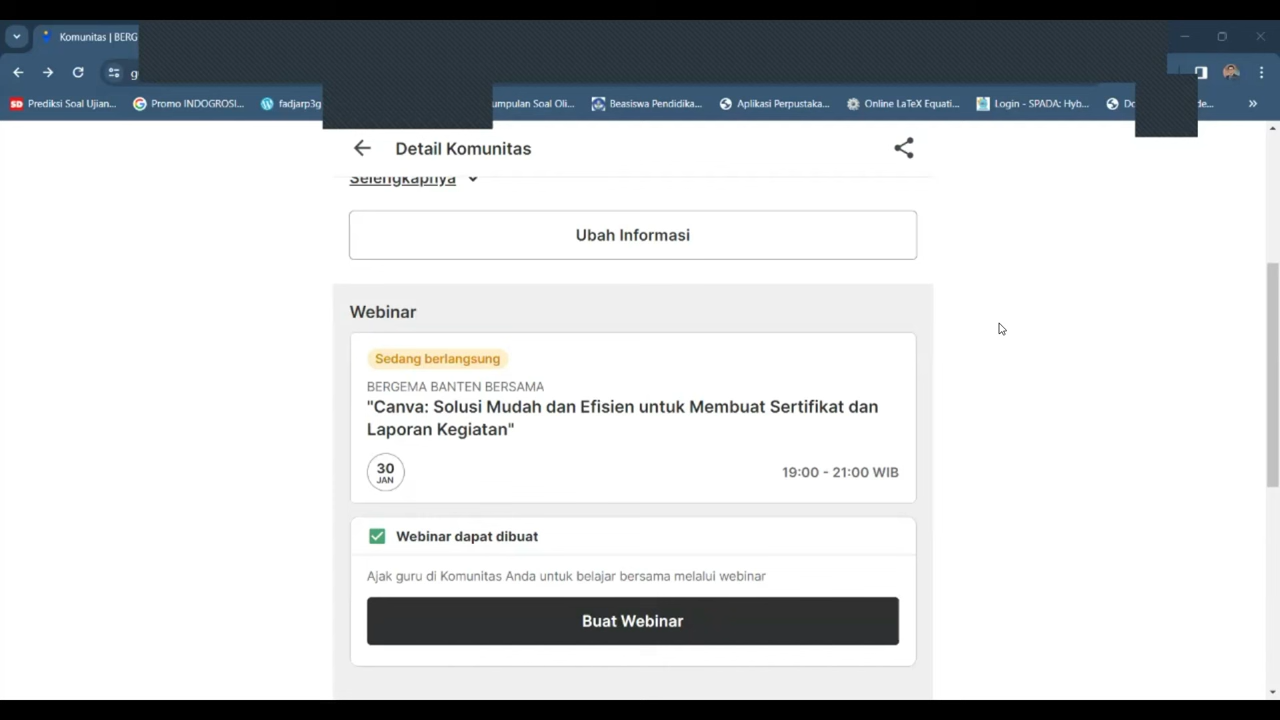 Komunitas | BERG
g
Prediksi Soal Ujian...
Promo INDOGROSI...
fadjarp3g
umpulan Soal Oli...
Beasiswa Pendidika...
Aplikasi Perpustakaa...
Online LaTeX Equati...
Login - SPADA: Hyb...
Do
de...
Detail Komunitas
Selengkapnya
Ubah Informasi
Webinar
Sedang berlangsung
BERGEMA BANTEN BERSAMA
"Canva: Solusi Mudah dan Efisien untuk Membuat Sertifikat dan
Laporan Kegiatan"
30
JAN
19:00 - 21:00 WIB
Webinar dapat dibuat
Ajak guru di Komunitas Anda untuk belajar bersama melalui webinar
Buat Webinar